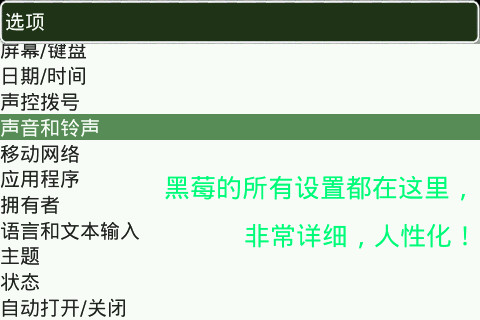 选项
屏幕/键盘
日期/时间
声控拨号
声音和铃声
移动网络
应用程序
拥有者
语言和文本输入
主题
状态
自动打开/关闭
黑莓的所有设置都在这里，
非常详细，人性化！